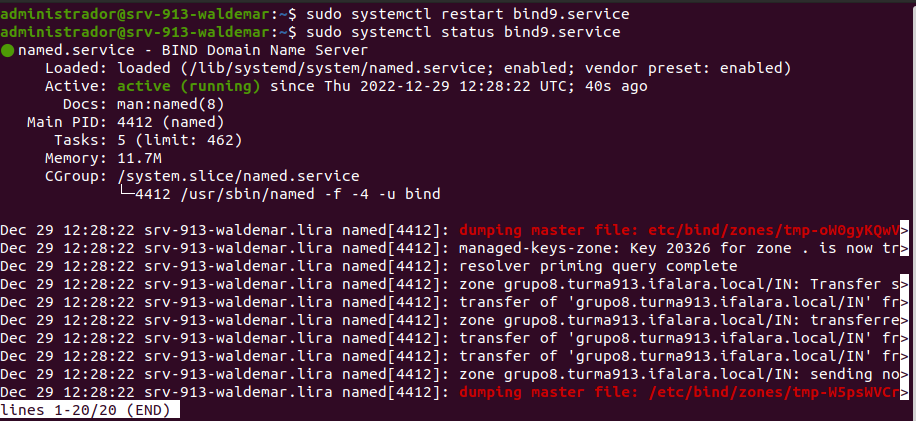 administrador@srv-913-waldemar:~$ sudo systemctl restart bind9.service
administrador@srv-913-waldemar:~$ sudo systemctl status bind9.service
● named.service - BIND Domain Name Server
     Loaded: loaded (/lib/systemd/system/named.service; enabled; vendor preset: enabled)
     Active: active (running) since Thu 2022-12-29 12:28:22 UTC; 40s ago
       Docs: man:named(8)
   Main PID: 4412 (named)
      Tasks: 5 (limit: 462)
     Memory: 11.7M
     CGroup: /system.slice/named.service
             └─4412 /usr/sbin/named -f -4 -u bind
Dec 29 12:28:22 srv-913-waldemar.lira named[4412]: dumping master file: etc/bind/zones/tmp-oWOgyKQwV>
Dec 29 12:28:22 srv-913-waldemar.lira named[4412]: managed-keys-zone: Key 20326 for zone . is now tr>
Dec 29 12:28:22 srv-913-waldemar.lira named[4412]: resolver priming query complete
Dec 29 12:28:22 srv-913-waldemar.lira named[4412]: zone grupo8.turma913.ifalara.local/IN: Transfer s>
Dec 29 12:28:22 srv-913-waldemar.lira named[4412]: transfer of 'grupo8.turma913.ifalara.local/IN' fr>
Dec 29 12:28:22 srv-913-waldemar.lira named[4412]: zone grupo8.turma913.ifalara.local/IN: transferre>
Dec 29 12:28:22 srv-913-waldemar.lira named[4412]: transfer of 'grupo8.turma913.ifalara.local/IN' fr>
Dec 29 12:28:22 srv-913-waldemar.lira named[4412]: transfer of 'grupo8.turma913.ifalara.local/IN' fr>
Dec 29 12:28:22 srv-913-waldemar.lira named[4412]: zone grupo8.turma913.ifalara.local/IN: sending no>
Dec 29 12:28:22 srv-913-waldemar.lira named[4412]: dumping master file: /etc/bind/zones/tmp-W5psWVCr>
lines 1-20/20 (END)